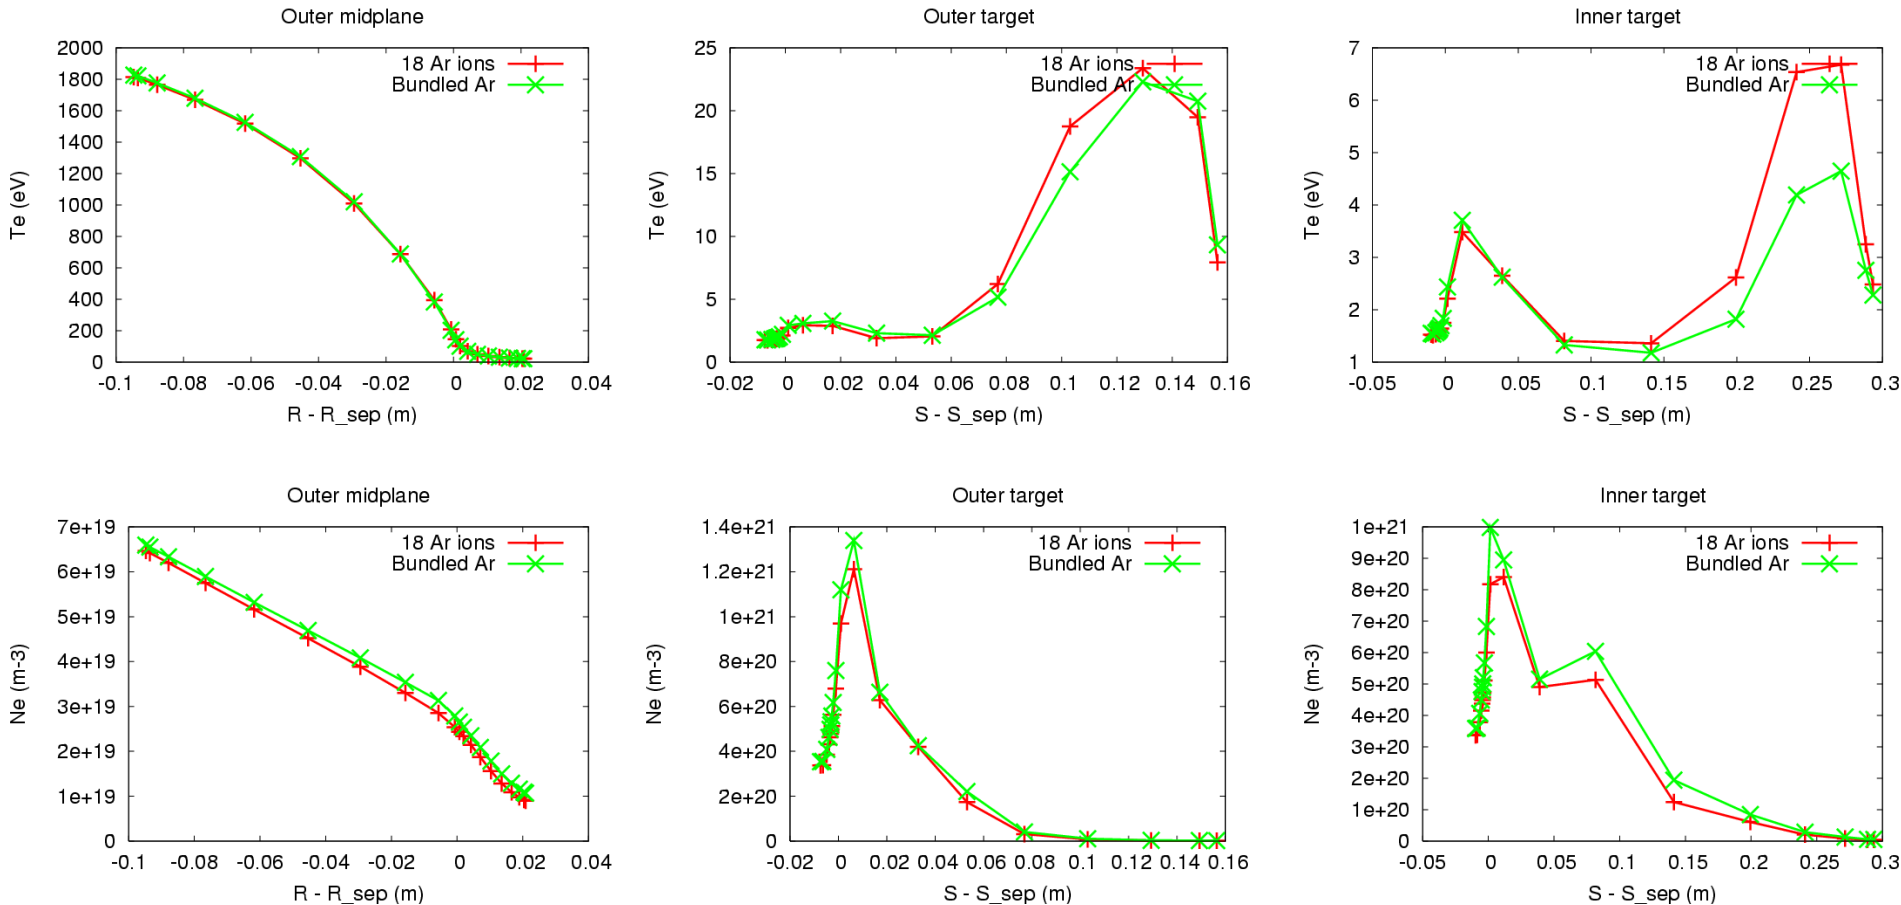 Outer midplane
2000
1800
1600
1400
1200
1000
800
600
400
200
0
Te (eV)
18 Ar ions
Bundled Ar
-0.1 -0.08 -0.06 -0.04 -0.02 0 0.02 0.04
R - R_sep (m)
Outer target
25
20
15
10
5
0
Te (eV)
18 Ar ions
Bundled Ar
-0.02 0 0.02 0.04 0.06 0.08 0.1 0.12 0.14 0.16
S - S_sep (m)
Inner target
7
6
5
4
3
2
1
Te (eV)
18 Ar ions
Bundled Ar
-0.05 0 0.05 0.1 0.15 0.2 0.25 0.3
S - S_sep (m)
Outer midplane
7e+19
6e+19
5e+19
4e+19
3e+19
2e+19
1e+19
0
Ne (m-3)
18 Ar ions
Bundled Ar
-0.1 -0.08 -0.06 -0.04 -0.02 0 0.02 0.04
R - R_sep (m)
Outer target
1.4e+21
1.2e+21
1e+21
8e+20
6e+20
4e+20
2e+20
0
Ne (m-3)
18 Ar ions
Bundled Ar
-0.02 0 0.02 0.04 0.06 0.08 0.1 0.12 0.14 0.16
S - S_sep (m)
Inner target
1e+21
9e+20
8e+20
7e+20
6e+20
5e+20
4e+20
3e+20
2e+20
1e+20
0
Ne (m-3)
18 Ar ions
Bundled Ar
-0.05 0 0.05 0.1 0.15 0.2 0.25 0.3
S - S_sep (m)